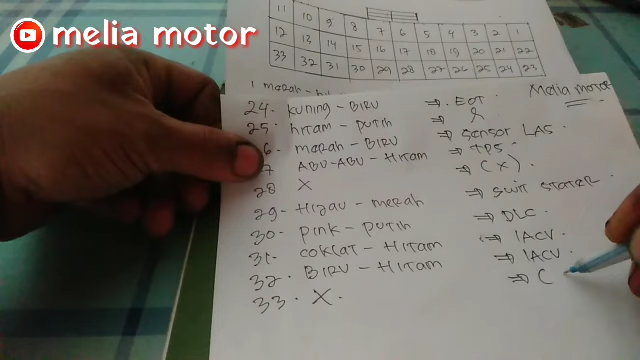 melia motor
11 10 9 8 7 6 5 4 3 2 1
12 13 14 15 16 17 18 19 20 21 22
33 32 31 30 29 28 27 26 25 24 23
1 merah - hi
Melia motor
24. Kuning - BIRU ⇒ EOT.
25. hitam - putih ⇒
6. merah - BIRU ⇒ sensor LAS.
7 ABU-ABU - HITam ⇒ TPS
28 X ⇒ (X).
29 - HIJAU - merah ⇒ SWIT STATER.
30 - pink - putih ⇒ DLC.
31 - COKLAT - HITam ⇒ IACV.
32. BIRU - HITam ⇒ IACV.
33. X. ⇒ (